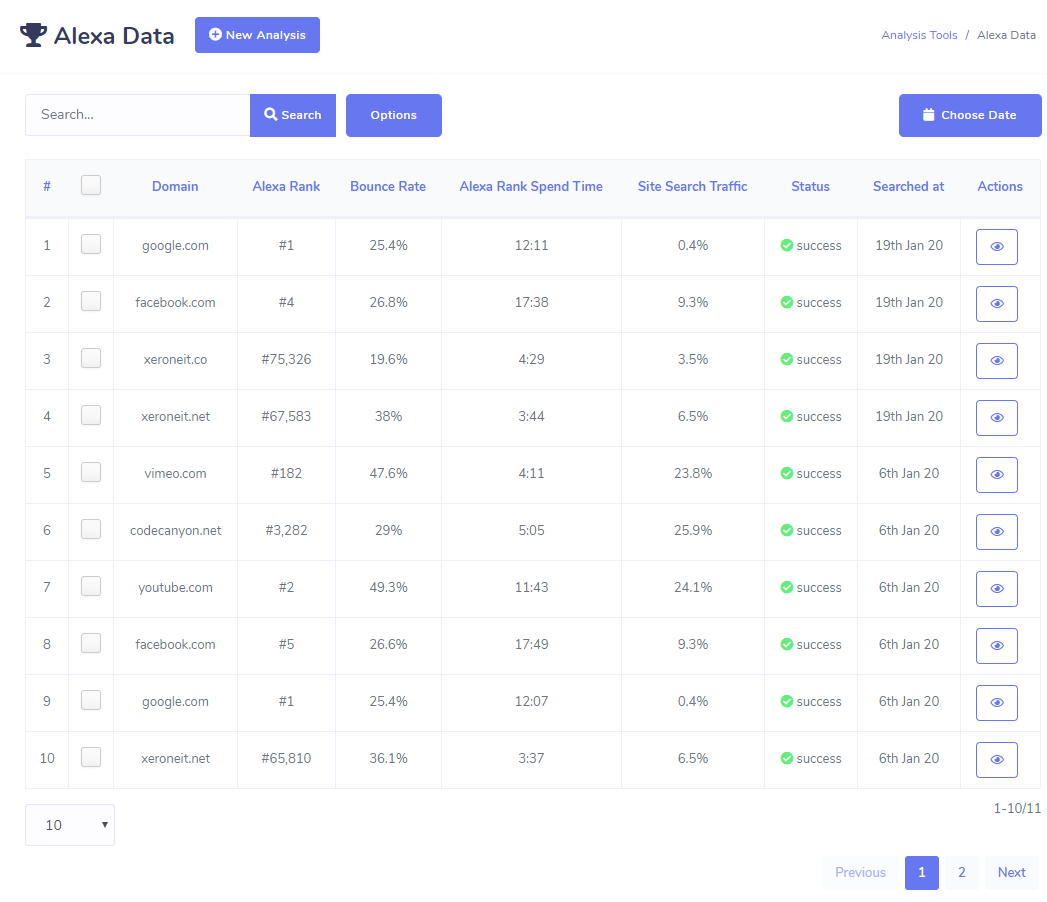 Alexa Data New Analysis Analysis Tools / Alexa Data
Search... Search Options Choose Date
# Domain Alexa Rank Bounce Rate Alexa Rank Spend Time Site Search Traffic Status Searched at Actions
1 google.com #1 25.4% 12:11 0.4% success 19th Jan 20
2 facebook.com #4 26.8% 17:38 9.3% success 19th Jan 20
3 xeroneit.co #75,326 19.6% 4:29 3.5% success 19th Jan 20
4 xeroneit.net #67,583 38% 3:44 6.5% success 19th Jan 20
5 vimeo.com #182 47.6% 4:11 23.8% success 6th Jan 20
6 codecanyon.net #3,282 29% 5:05 25.9% success 6th Jan 20
7 youtube.com #2 49.3% 11:43 24.1% success 6th Jan 20
8 facebook.com #5 26.6% 17:49 9.3% success 6th Jan 20
9 google.com #1 25.4% 12:07 0.4% success 6th Jan 20
10 xeroneit.net #65,810 36.1% 3:37 6.5% success 6th Jan 20
1-10/11
10
Previous 1 2 Next